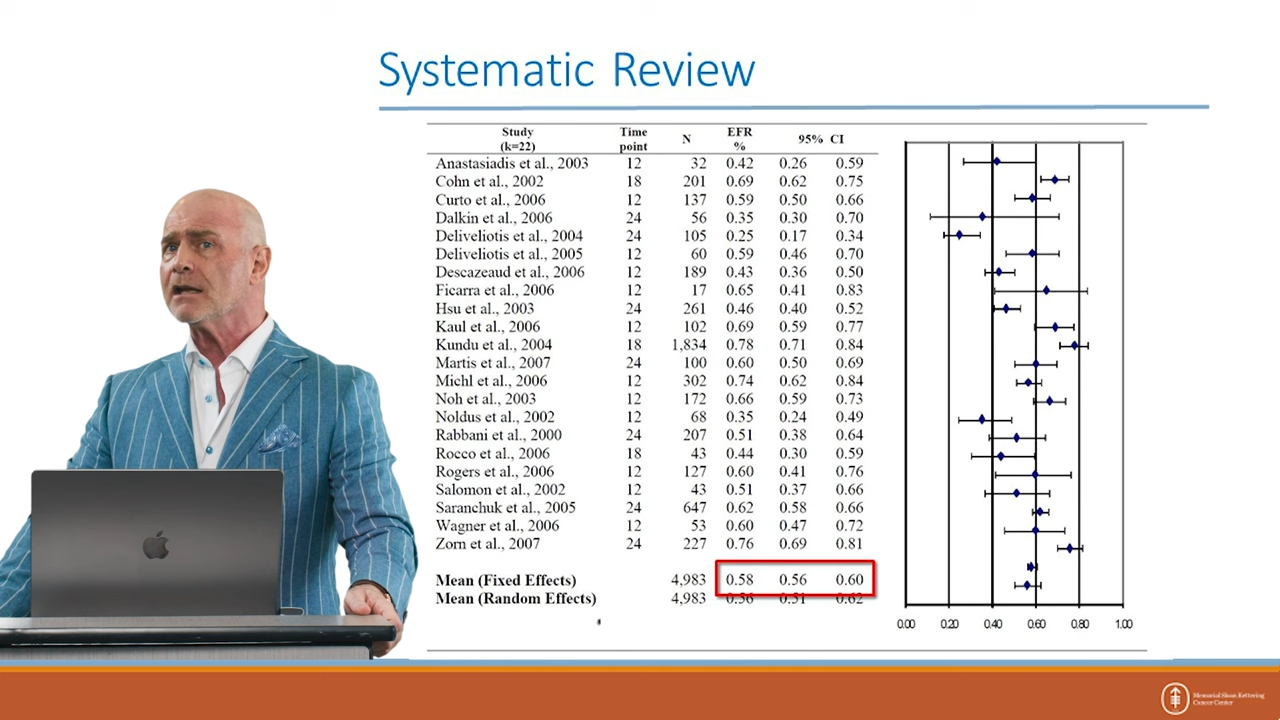 Systematic Review
Study Time N EFR 95% CI
(k=22) point %
Anastasiadis et al., 2003 12 32 0.42 0.26 0.59
Cohn et al., 2002 18 201 0.69 0.62 0.75
Curto et al., 2006 12 137 0.59 0.50 0.66
Dalkin et al., 2006 24 56 0.35 0.30 0.70
Deliveliotis et al., 2004 24 105 0.25 0.17 0.34
Deliveliotis et al., 2005 12 60 0.59 0.46 0.70
Descazeaud et al., 2006 12 189 0.43 0.36 0.50
Ficarra et al., 2006 12 17 0.65 0.41 0.83
Hsu et al., 2003 24 261 0.46 0.40 0.52
Kaul et al., 2006 12 102 0.69 0.59 0.77
Kundu et al., 2004 18 1,834 0.78 0.71 0.84
Martis et al., 2007 24 100 0.60 0.50 0.69
Michl et al., 2006 12 302 0.74 0.62 0.84
Noh et al., 2003 12 172 0.66 0.59 0.73
Noldus et al., 2002 12 68 0.35 0.24 0.49
Rabbani et al., 2000 24 207 0.51 0.38 0.64
Rocco et al., 2006 18 43 0.44 0.30 0.59
Rogers et al., 2006 12 127 0.60 0.41 0.76
Salomon et al., 2002 12 43 0.51 0.37 0.66
Saranchuk et al., 2005 24 647 0.62 0.58 0.66
Wagner et al., 2006 12 53 0.60 0.47 0.72
Zorn et al., 2007 24 227 0.76 0.69 0.81
Mean (Fixed Effects) 4,983 0.58 0.56 0.60
Mean (Random Effects) 4,983 0.56 0.51 0.62
0.00 0.20 0.40 0.60 0.80 1.00
Memorial Sloan Kettering
Cancer Center